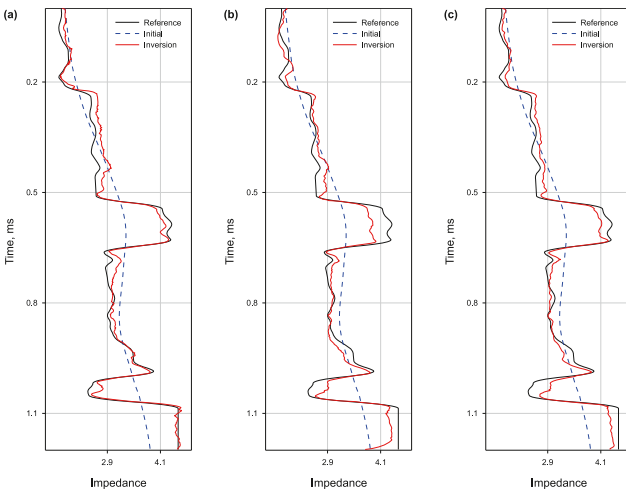 (a)
Reference
Initial
Inversion
0.2
0.5
0.8
1.1
Time, ms
2.9 4.1
Impedance
(b)
Reference
Initial
Inversion
0.2
0.5
0.8
1.1
Time, ms
2.9 4.1
Impedance
(c)
Reference
Initial
Inversion
0.2
0.5
0.8
1.1
Time, ms
2.9 4.1
Impedance